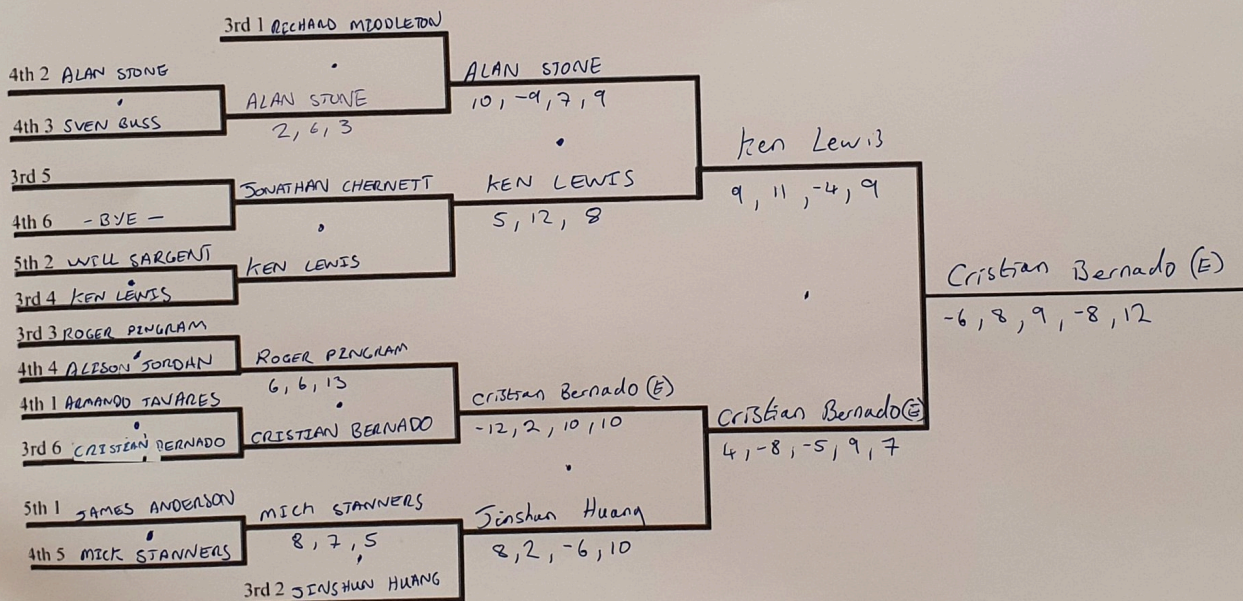 3rd 1 RICHARD MIDDLETON
4th 2 ALAN STONE
ALAN STONE
10, -9, 7, 9
ALAN STONE
2, 6, 3
4th 3 SVEN BUSS
Ken Lewis
9, 11, -4, 9
3rd 5
JONATHAN CHERNETT
KEN LEWIS
5, 12, 8
4th 6 - BYE -
5th 2 WILL SARGENT
KEN LEWIS
3rd 4 KEN LEWIS
Cristian Bernado (E)
-6, 8, 9, -8, 12
3rd 3 ROGER PINGRAM
4th 4 ALISON JORDAN
ROGER PINGRAM
6, 6, 13
4th 1 ARMANDO TAVARES
Cristian Bernado (E)
-12, 2, 10, 10
Cristian Bernado (E)
4, -8, -5, 9, 7
CRISTIAN BERNADO
3rd 6 CRISTIAN BERNADO
5th 1 JAMES ANDERSON
MICH STANNERS
8, 7, 5
Jinshun Huang
8, 2, -6, 10
4th 5 MICK STANNERS
3rd 2 JINSHUN HUANG